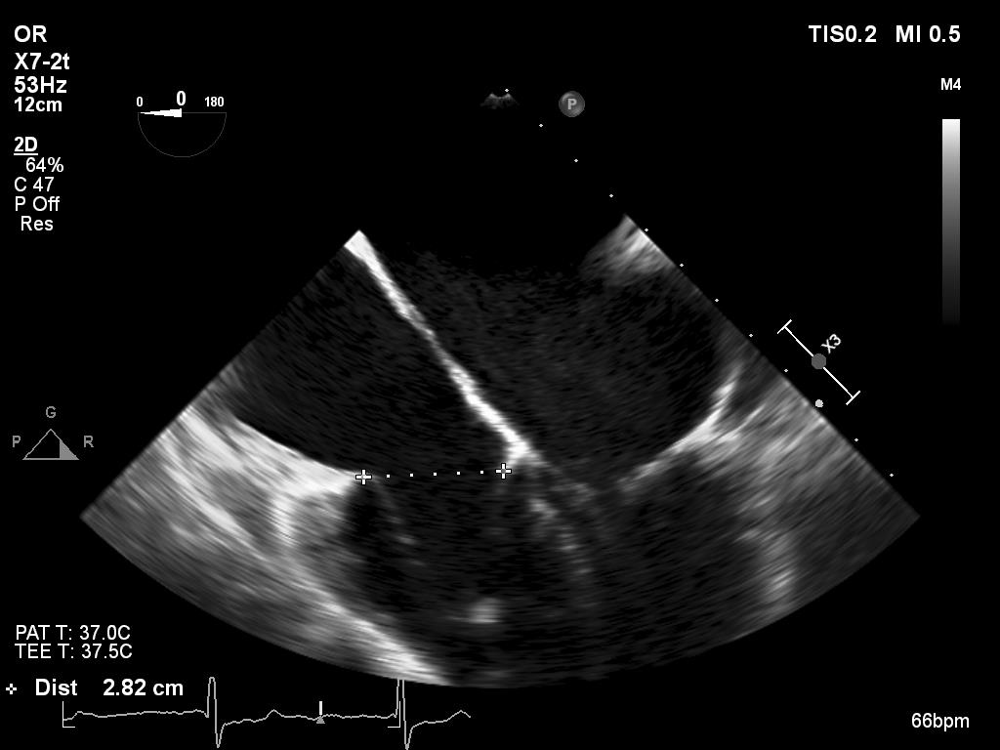 OR
X7-2t
53Hz
12cm
2D
64%
C 47
P Off
Res
0 0 180
P
TIS0.2 MI 0.5
M4
X3
G
P R
PAT T: 37.0C
TEE T: 37.5C
Dist 2.82 cm
66bpm